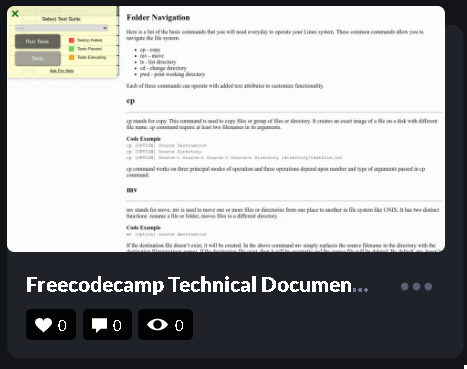 Select Test Suite
Run Tests
Tests
Test(s) Failed
Tests Passed
Tests Executing
Ask For Help
Folder Navigation
Here is a list of the basic commands that you will need everyday to operate your Linux system. These common commands allow you to
navigate the file system.
cp - copy
mv - move
ls - list directory
cd - change directory
pwd - print working directory
Each of these commands can operate with added text attributes to customize functionality.
cp
cp stands for copy. This command is used to copy files or group of files or directory. It creates an exact image of a file on a disk with different
file name. cp command require at least two filenames in its arguments.
Code Example
cp [OPTION] Source Destination
cp [OPTION] Source Directory
cp [OPTION] Source-1 Source-2 Source-3 Source-n Directory
cp command works on three principal modes of operation and these operations depend upon number and type of arguments passed in cp
command.
mv
mv stands for move. mv is used to move one or more files or directories from one place to another in file system like UNIX. It has two distinct
functions: rename a file or folder, moves files to a different directory.
Code Example
mv [Option] source destination
If the destination file doesn't exist, it will be created. In the above command mv simply replaces the source filename in the directory with the
Freecodecamp Technical Documen...
0 0 0